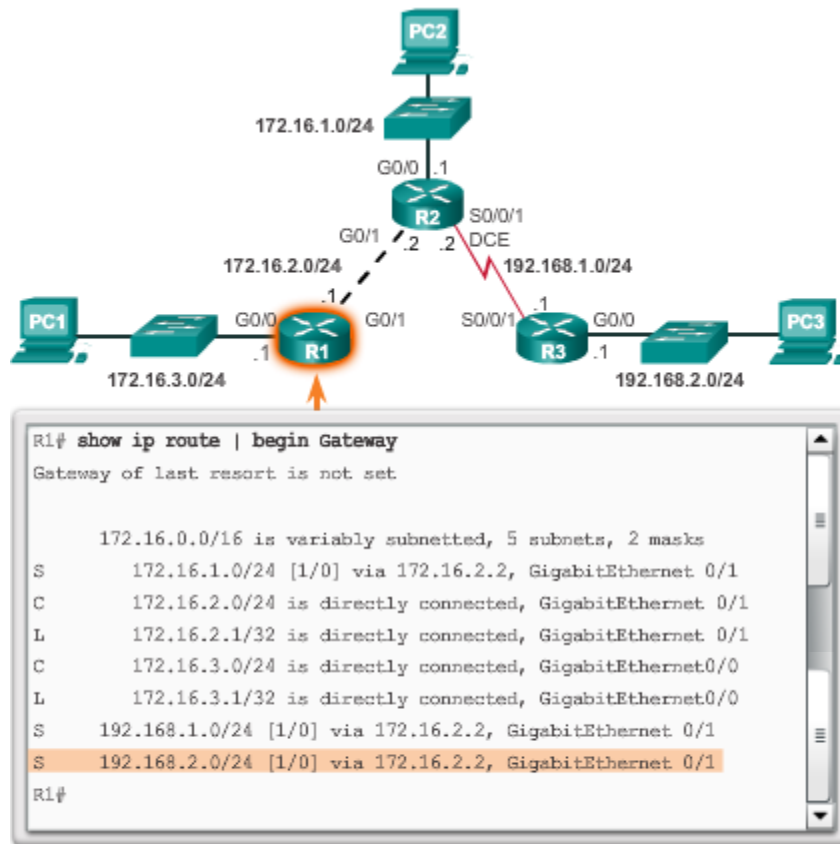 PC2
172.16.1.0/24
G0/0 .1
R2 S0/0/1
G0/1 .2 .2 DCE
172.16.2.0/24 192.168.1.0/24
.1 .1
PC1 G0/0 G0/1 S0/0/1 G0/0 PC3
.1 R1 R3 .1
172.16.3.0/24 192.168.2.0/24
R1# show ip route | begin Gateway
Gateway of last resort is not set
172.16.0.0/16 is variably subnetted, 5 subnets, 2 masks
S 172.16.1.0/24 [1/0] via 172.16.2.2, GigabitEthernet 0/1
C 172.16.2.0/24 is directly connected, GigabitEthernet 0/1
L 172.16.2.1/32 is directly connected, GigabitEthernet 0/1
C 172.16.3.0/24 is directly connected, GigabitEthernet0/0
L 172.16.3.1/32 is directly connected, GigabitEthernet0/0
S 192.168.1.0/24 [1/0] via 172.16.2.2, GigabitEthernet 0/1
S 192.168.2.0/24 [1/0] via 172.16.2.2, GigabitEthernet 0/1
R1#